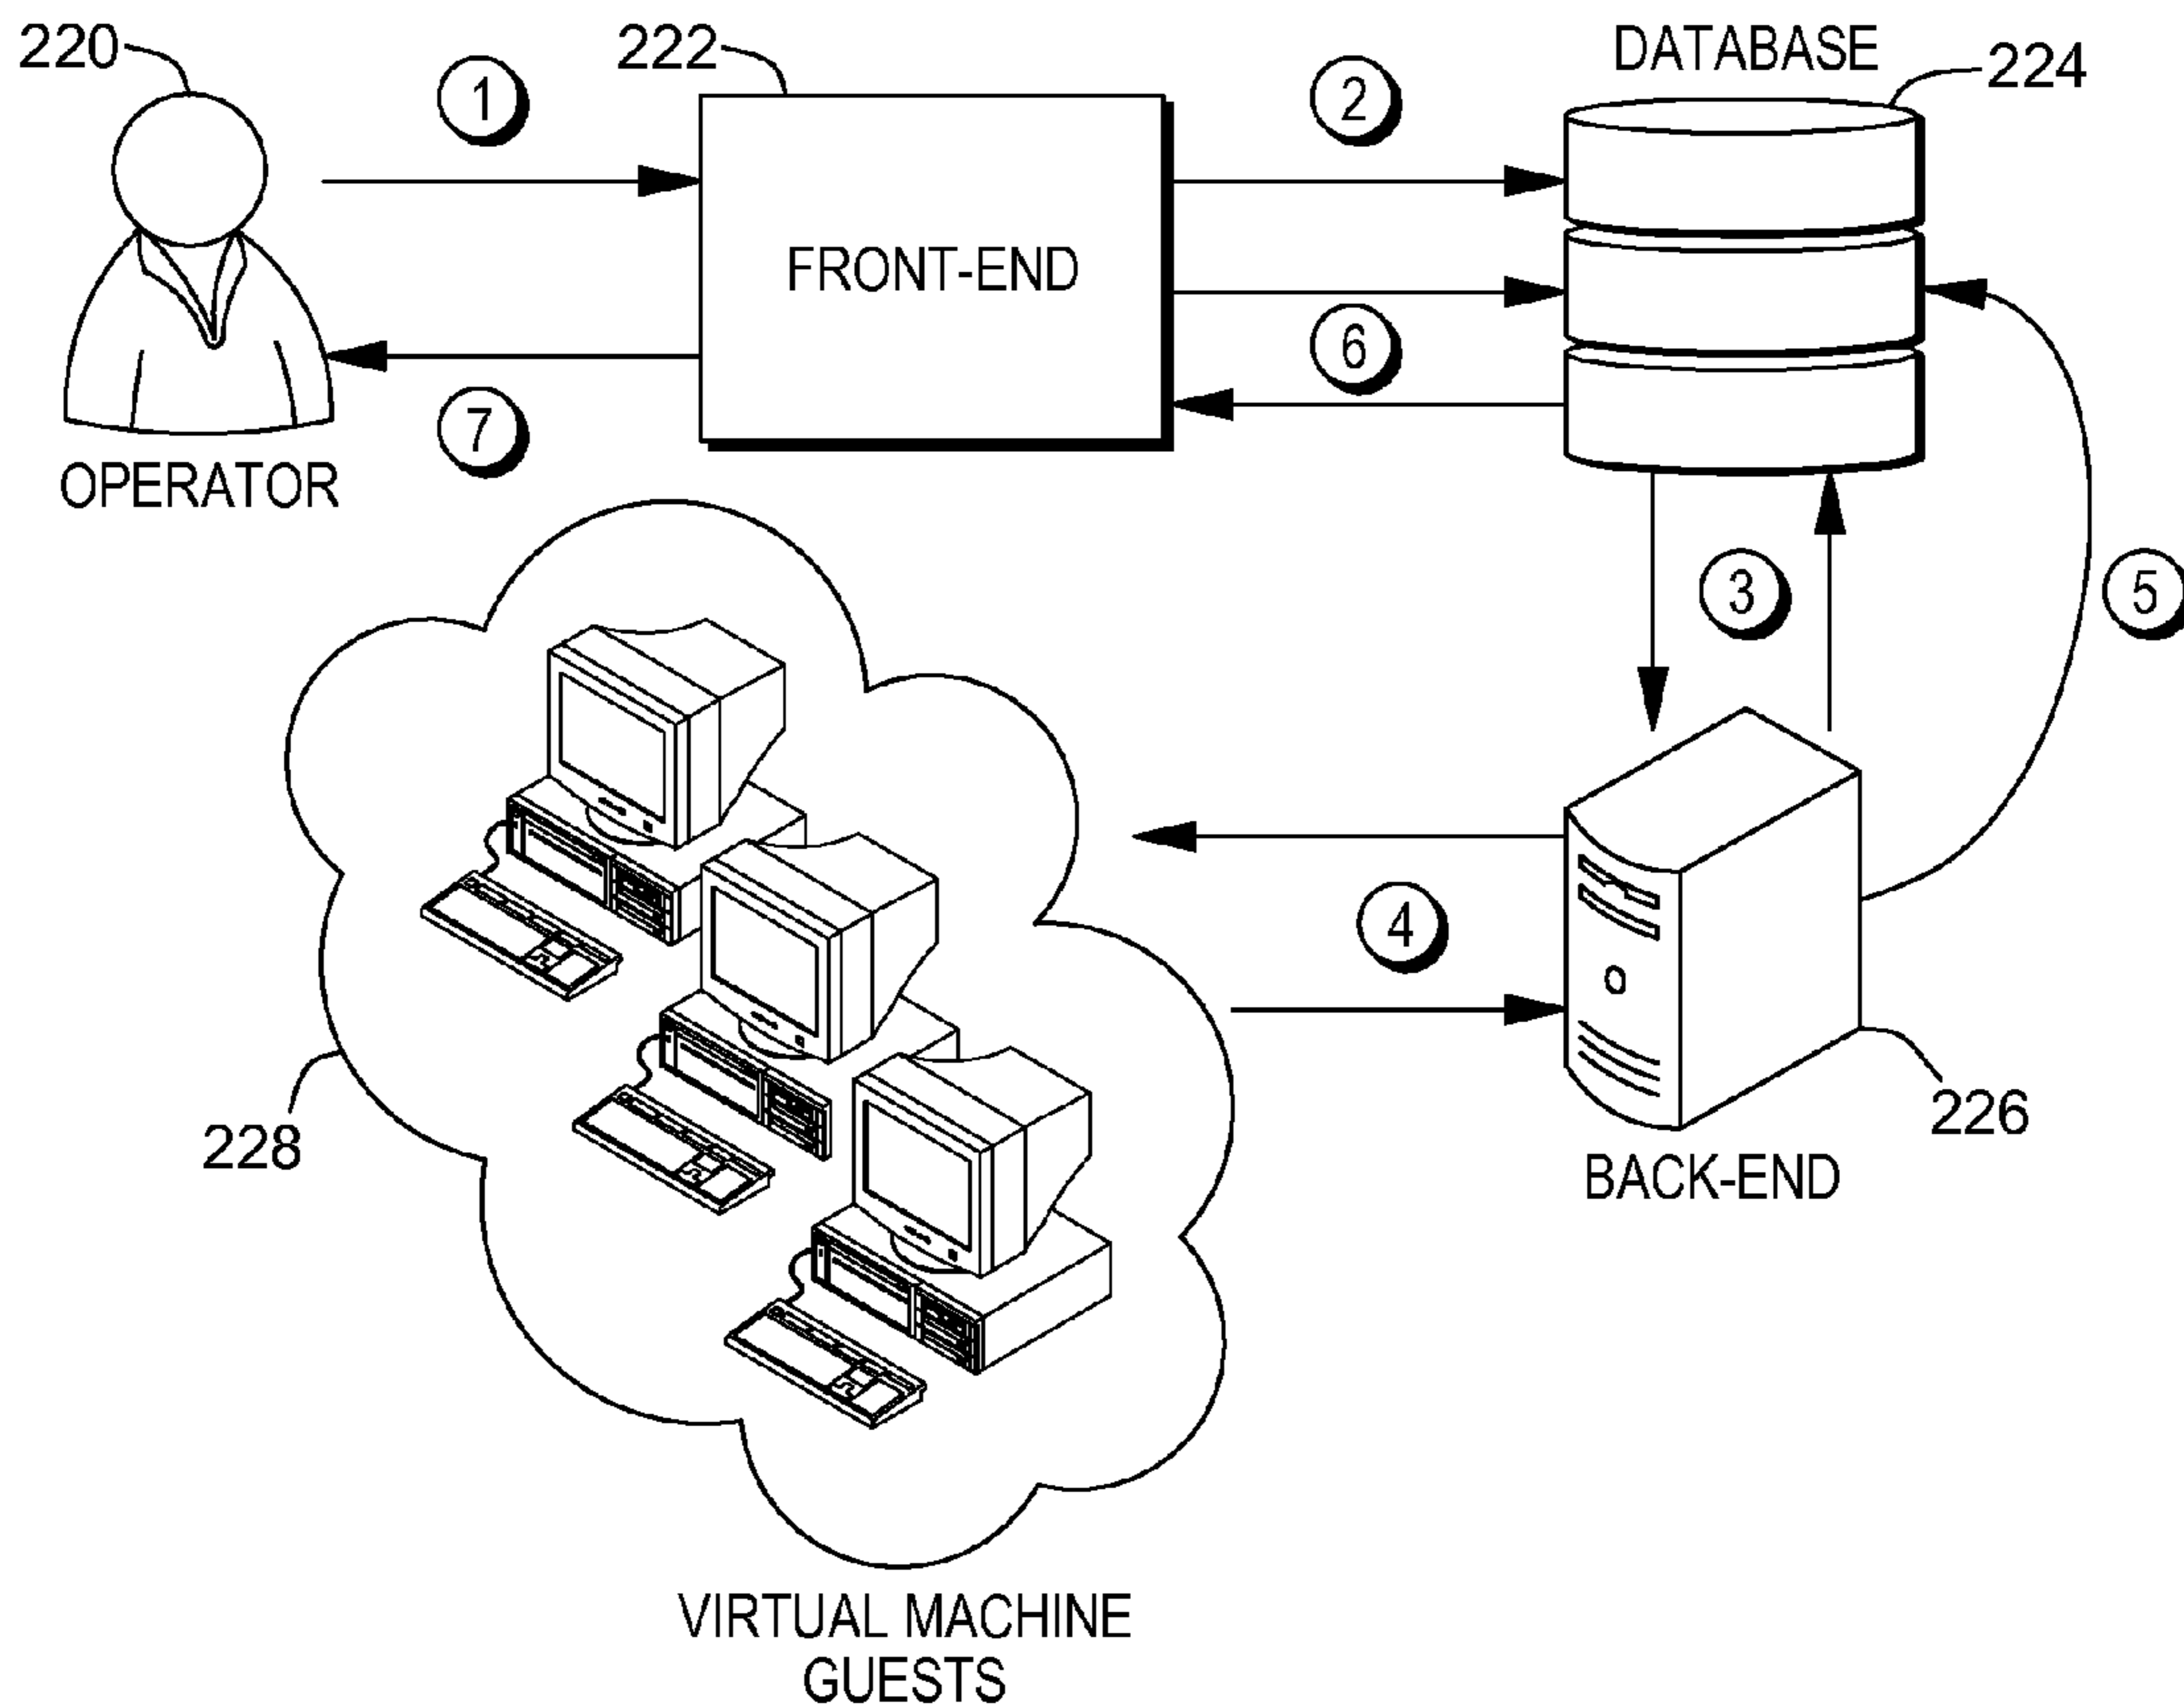 220
1
222
2
DATABASE
224
FRONT-END
6
7
OPERATOR
3
5
4
228
226
BACK-END
VIRTUAL MACHINE
GUESTS